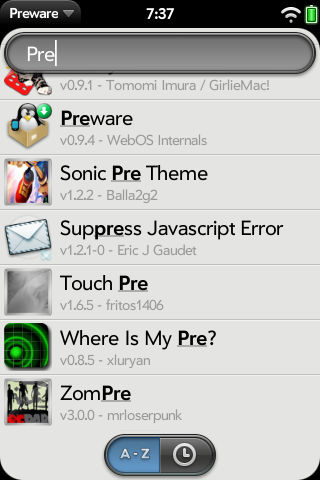 Preware
7:37
Pre
v0.9.1 - Tomomi Imura / GirlieMac!
Preware
v0.9.4 - WebOS Internals
Sonic Pre Theme
v1.2.2 - Balla2g2
Suppress Javascript Error
v1.2.1-0 - Eric J Gaudet
Touch Pre
v1.6.5 - fritos1406
Where Is My Pre?
v0.8.5 - xluryan
ZomPre
v3.0.0 - mrloserpunk
A - Z